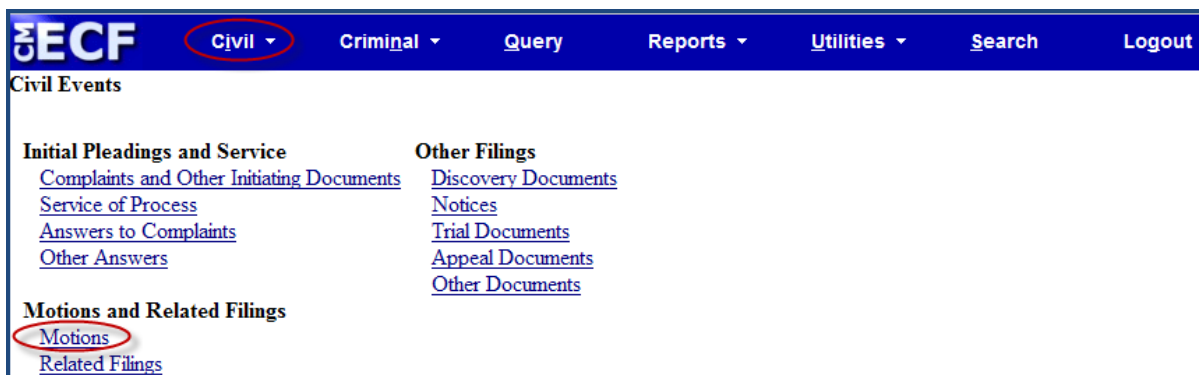 CM ECF Civil Criminal Query Reports Utilities Search Logout
Civil Events
Initial Pleadings and Service
Complaints and Other Initiating Documents
Service of Process
Answers to Complaints
Other Answers
Other Filings
Discovery Documents
Notices
Trial Documents
Appeal Documents
Other Documents
Motions and Related Filings
Motions
Related Filings